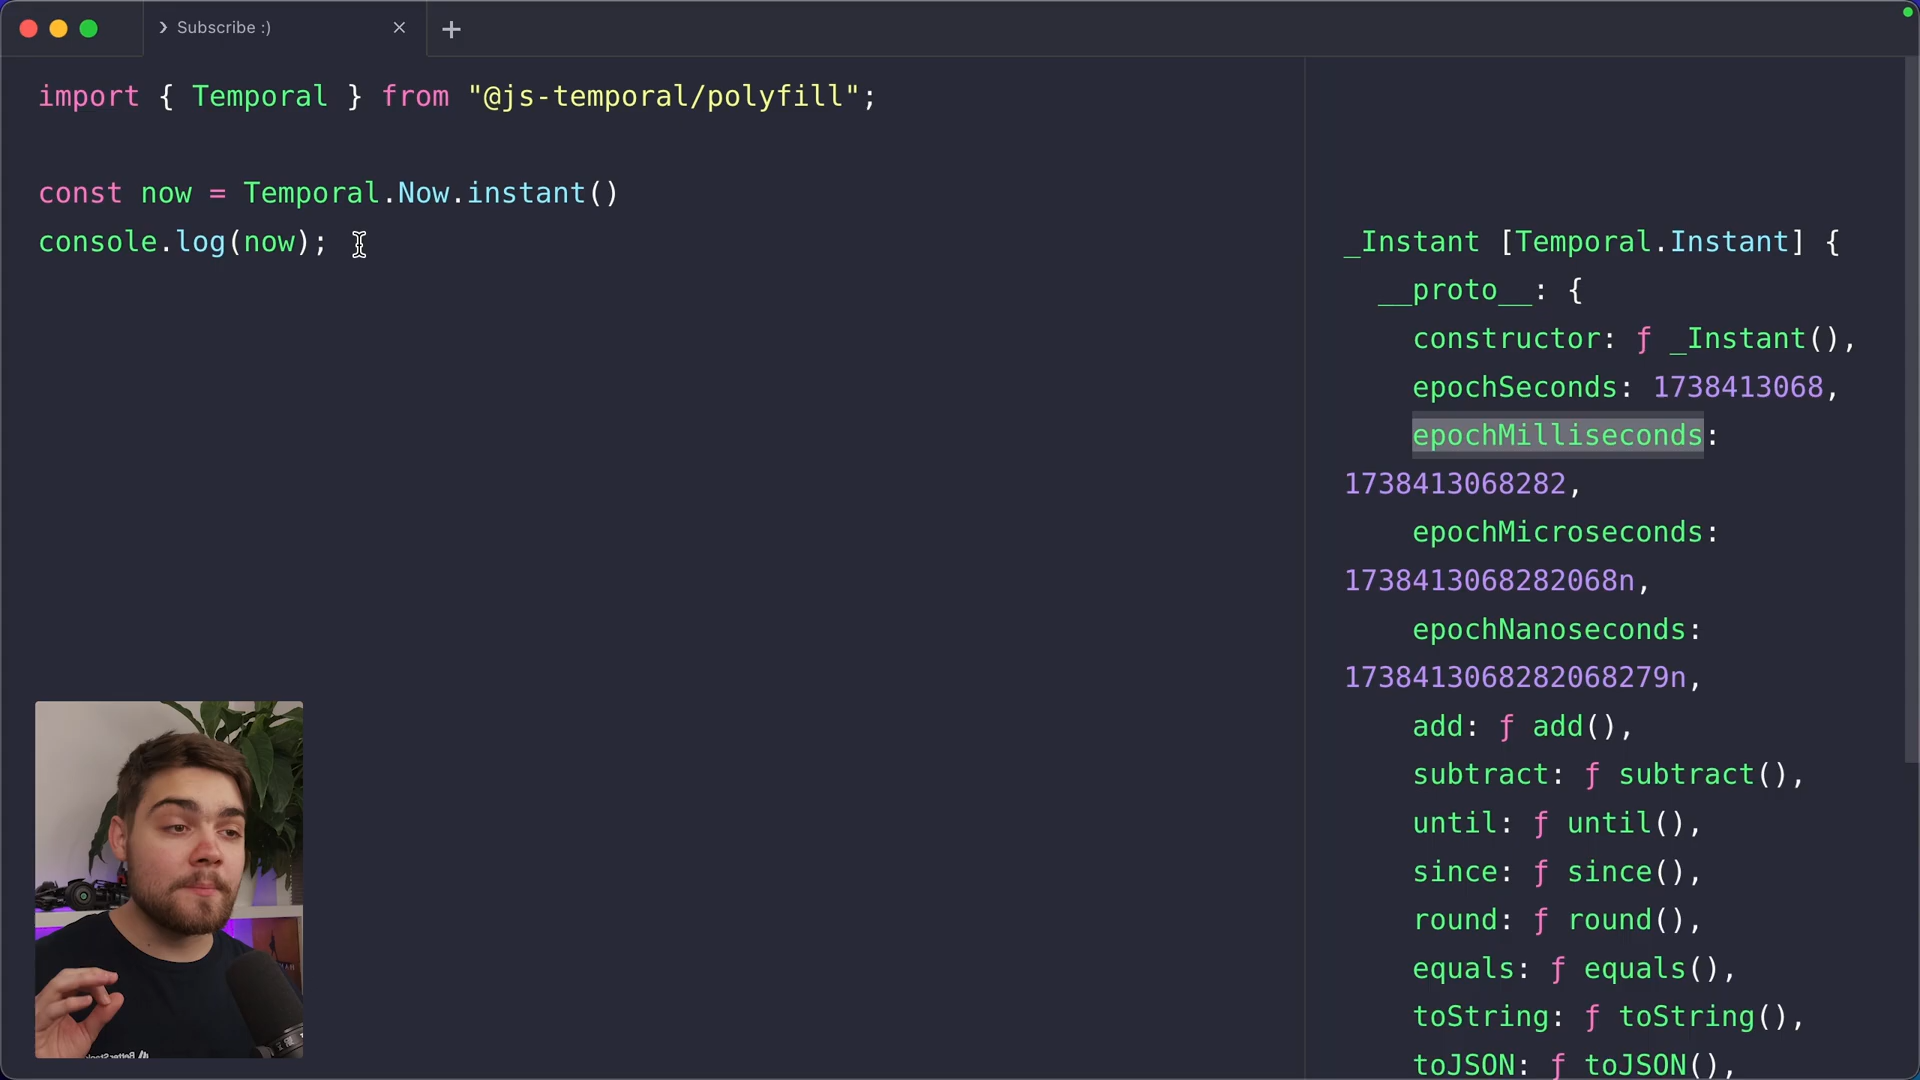 Subscribe :)
import { Temporal } from "@js-temporal/polyfill";
const now = Temporal.Now.instant()
console.log(now);
_Instant [Temporal.Instant] {
__proto__: {
constructor: ƒ _Instant(),
epochSeconds: 1738413068,
epochMilliseconds:
1738413068282,
epochMicroseconds:
1738413068282068n,
epochNanoseconds:
1738413068282068279n,
add: ƒ add(),
subtract: ƒ subtract(),
until: ƒ until(),
since: ƒ since(),
round: ƒ round(),
equals: ƒ equals(),
toString: ƒ toString(),
toJSON: ƒ toJSON(),